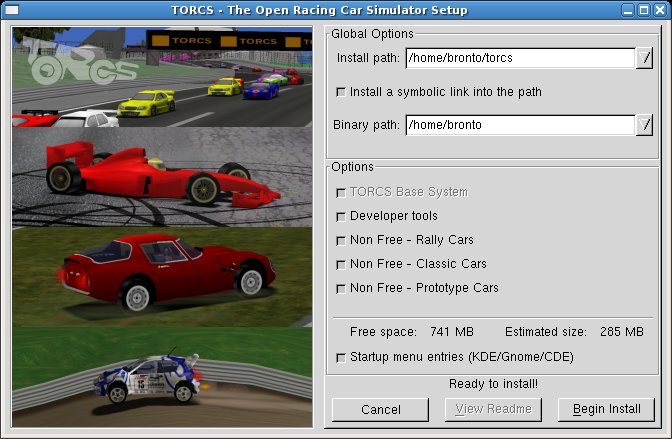 TORCS - The Open Racing Car Simulator Setup
TORCS
TORCS TORCS TORCS
Global Options
Install path: /home/bronto/torcs
Install a symbolic link into the path
Binary path: /home/bronto
Options
TORCS Base System
Developer tools
Non Free - Rally Cars
Non Free - Classic Cars
Non Free - Prototype Cars
Free space: 741 MB Estimated size: 285 MB
Startup menu entries (KDE/Gnome/CDE)
Ready to install!
Cancel View Readme Begin Install
15